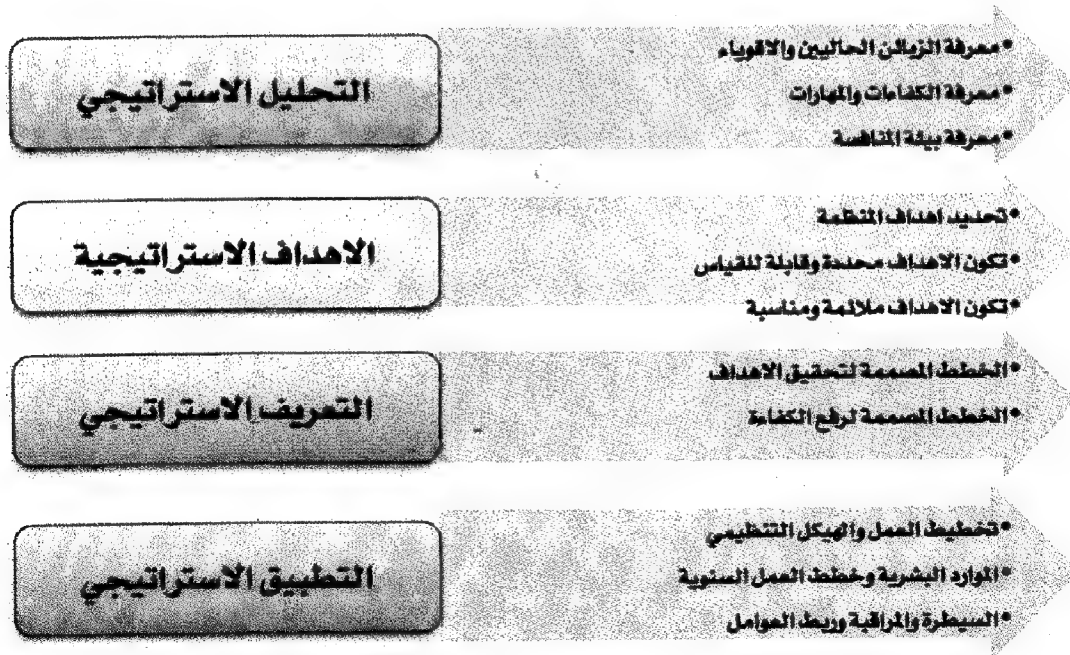 التحليل الاستراتيجي
•معرفة الزبائن الحاليين والاقوياء
•معرفة الكفاءات والمهارات
•معرفة بيئة المنافسة
الاهداف الاستراتيجية
•تحديد اهداف المنظمة
•تكون الاهداف محددة وقابلة للقياس
•تكون الاهداف ملائمة ومناسبة
التعريف الاستراتيجي
•الخطط المصممة لتحقيق الاهداف
•الخطط المصممة لرفع الكفاءة
التطبيق الاستراتيجي
•تخطيط العمل والهيكل التنظيمي
•الموارد البشرية وخطط العمل السنوية
•السيطرة والمراقبة وربط العوامل